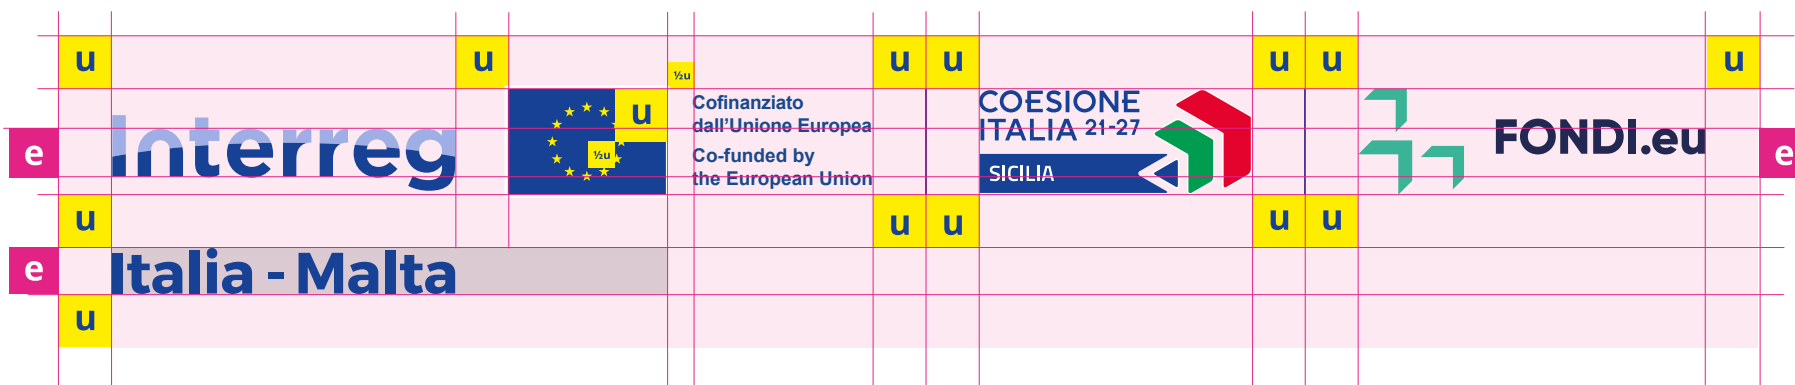 u u u u u u u
½u
Interreg
u
½u
Cofinanziato
dall'Unione Europea
Co-funded by
the European Union
COESIONE
ITALIA 21-27
SICILIA
FONDI.eu
e e
u u u u u
e
Italia - Malta
u